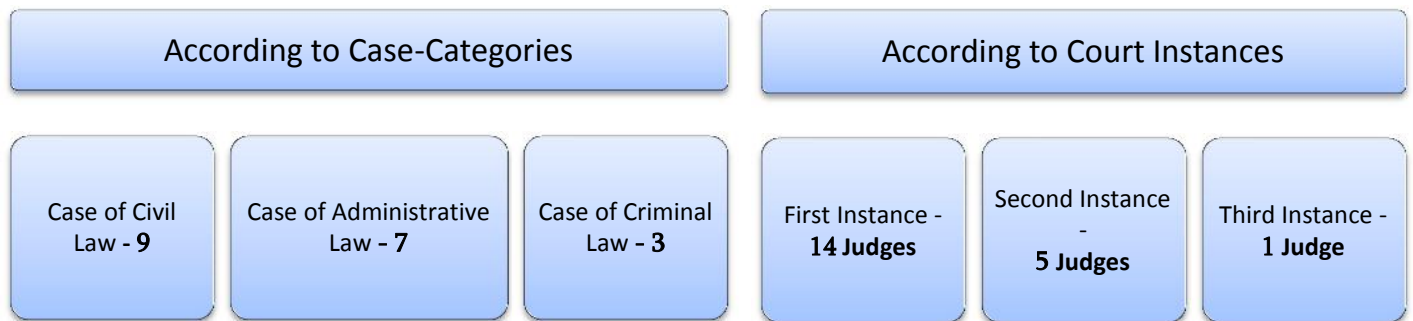 According to Case-Categories
According to Court Instances
Case of Civil
Law - 9
Case of Administrative
Law - 7
Case of Criminal
Law - 3
First Instance -
14 Judges
Second Instance
-
5 Judges
Third Instance -
1 Judge